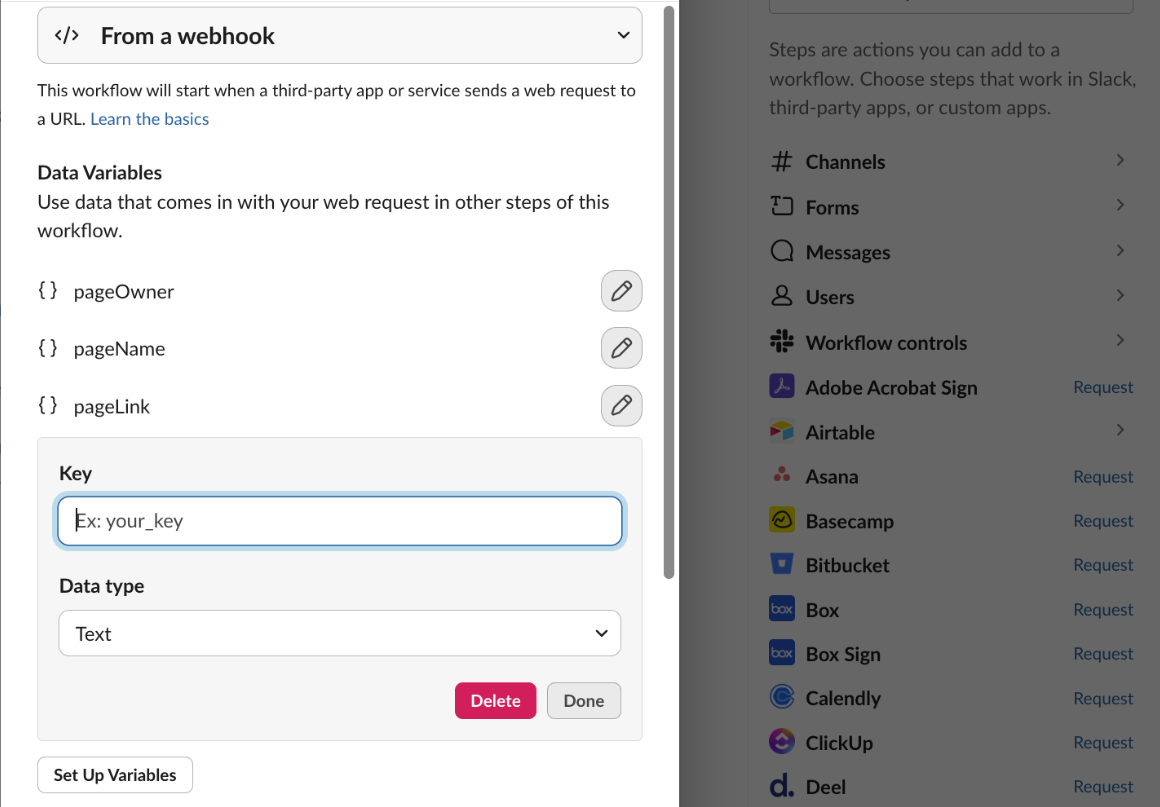 </> From a webhook
This workflow will start when a third-party app or service sends a web request to
a URL. Learn the basics
Data Variables
Use data that comes in with your web request in other steps of this
workflow.
{ } pageOwner
{ } pageName
{ } pageLink
Key
Ex: your_key
Data type
Text
Delete Done
Set Up Variables
Steps are actions you can add to a
workflow. Choose steps that work in Slack,
third-party apps, or custom apps.
Channels
Forms
Messages
Users
Workflow controls
Adobe Acrobat Sign Request
Airtable
Asana Request
Basecamp Request
Bitbucket Request
box Box Request
box Box Sign Request
Calendly Request
ClickUp Request
d. Deel Request